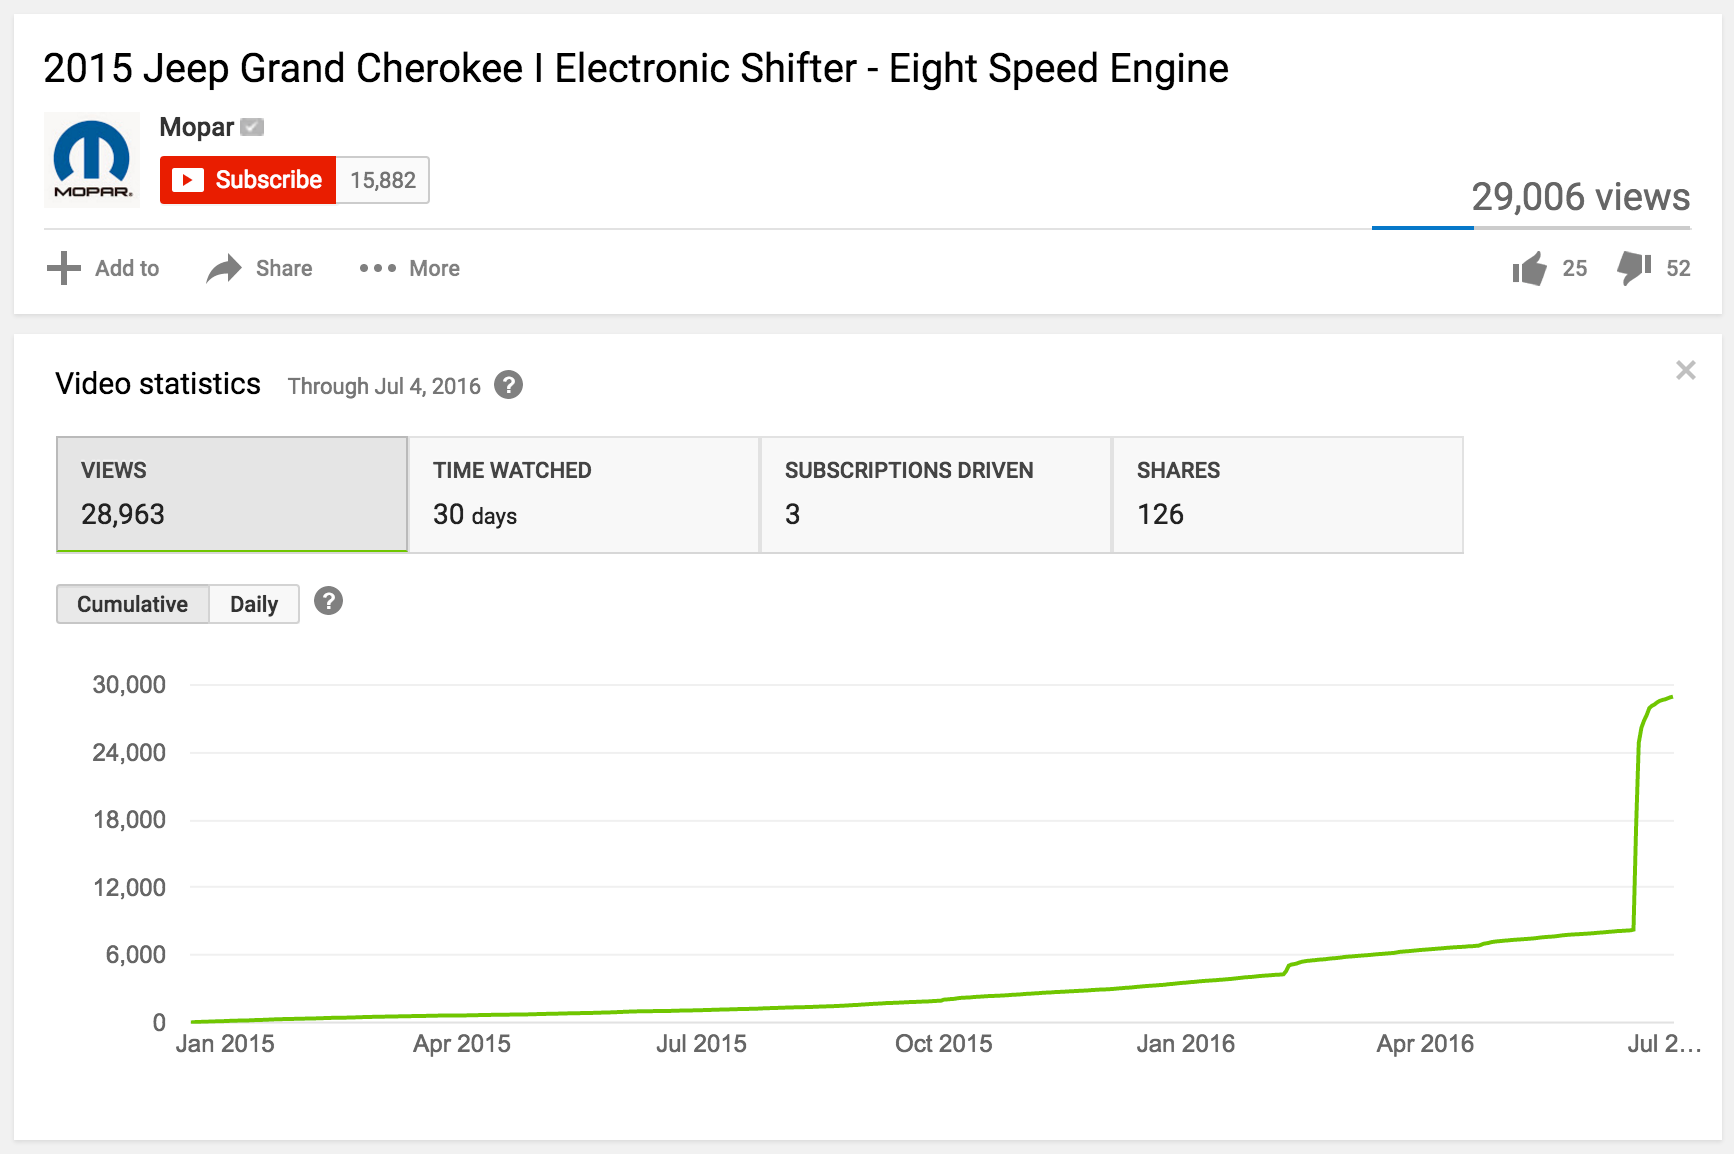 2015 Jeep Grand Cherokee I Electronic Shifter - Eight Speed Engine
Mopar
MOPAR.
Subscribe 15,882
29,006 views
Add to Share More 25 52
Video statistics Through Jul 4, 2016 ?
VIEWS TIME WATCHED SUBSCRIPTIONS DRIVEN SHARES
28,963 30 days 3 126
Cumulative Daily ?
30,000
24,000
18,000
12,000
6,000
0
Jan 2015 Apr 2015 Jul 2015 Oct 2015 Jan 2016 Apr 2016 Jul 2...